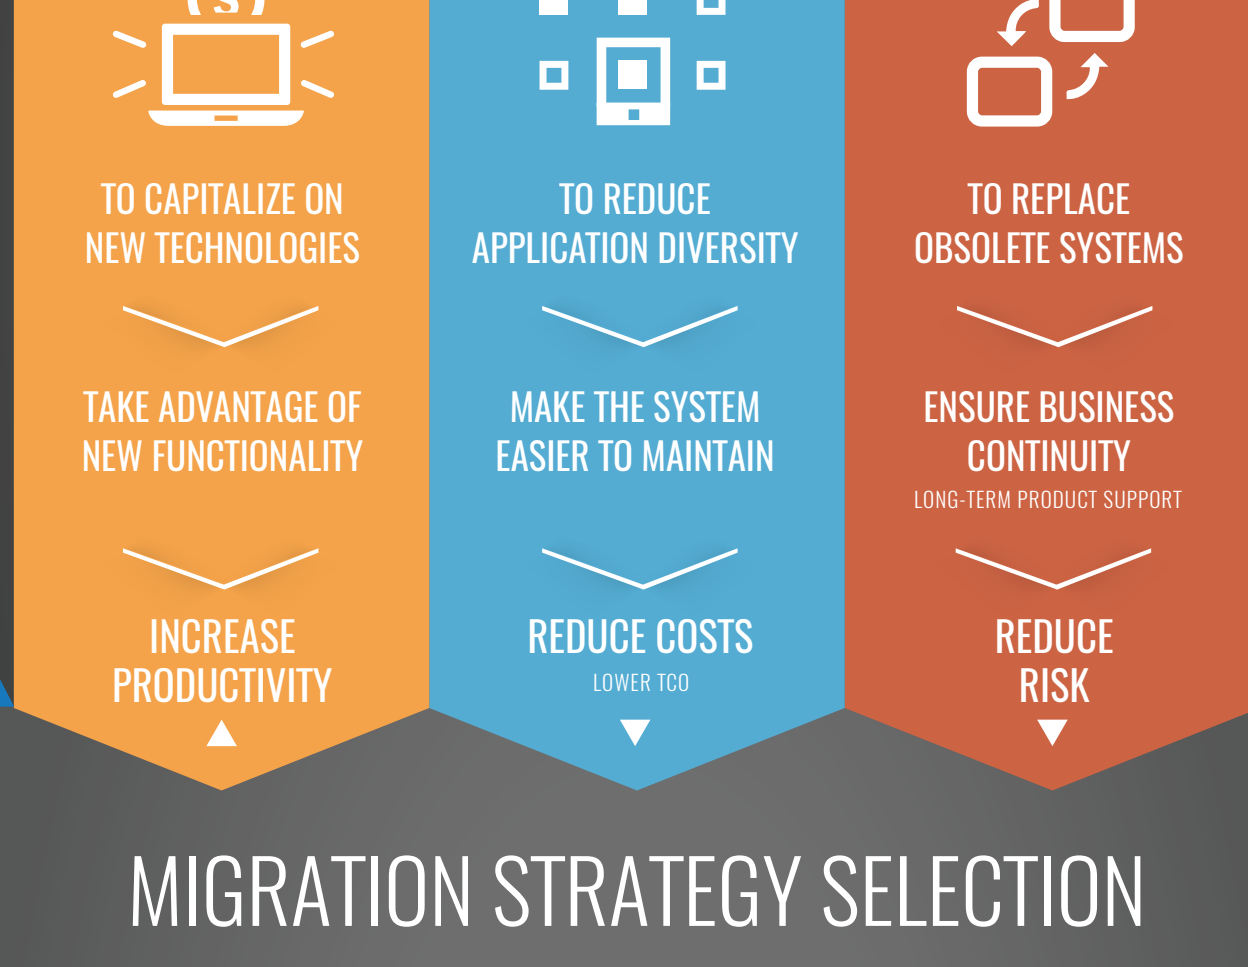 TO CAPITALIZE ON
NEW TECHNOLOGIES
TAKE ADVANTAGE OF
NEW FUNCTIONALITY
INCREASE
PRODUCTIVITY
TO REDUCE
APPLICATION DIVERSITY
MAKE THE SYSTEM
EASIER TO MAINTAIN
REDUCE COSTS
LOWER TCO
TO REPLACE
OBSOLETE SYSTEMS
ENSURE BUSINESS
CONTINUITY
LONG-TERM PRODUCT SUPPORT
REDUCE
RISK
MIGRATION STRATEGY SELECTION